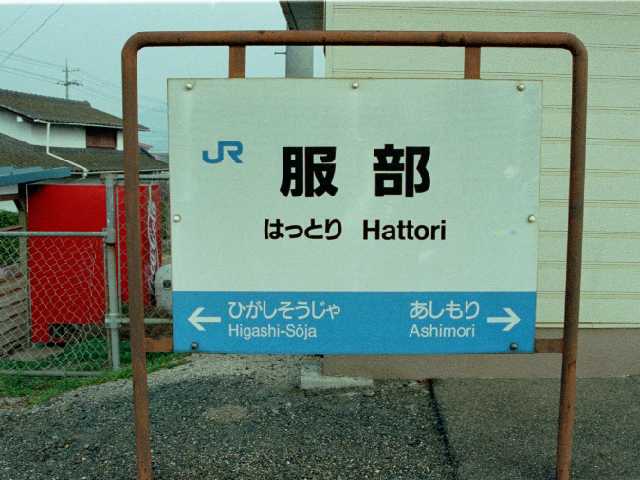 JR
服部
はっとり Hattori
ひがしそうじゃ あしもり
Higashi-Sōja Ashimori